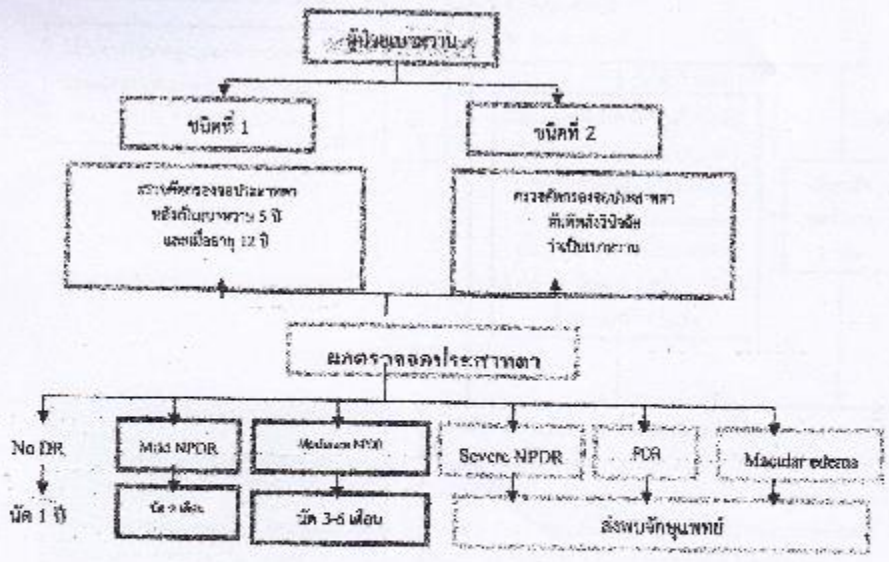 ผู้ป่วยเบาหวาน
ชนิดที่ 1
ชนิดที่ 2
ตรวจคัดกรองจอประสาทตา
หลังเป็นเบาหวาน 5 ปี
และเมื่ออายุ 12 ปี
ตรวจคัดกรองจอประสาทตา
ทันทีหลังวินิจฉัย
ว่าเป็นเบาหวาน
ผลตรวจจอประสาทตา
No DR
Mild NPDR
Moderate NPDR
Severe NPDR
PDR
Macular edema
นัด 1 ปี
นัด เดือน
นัด 3-6 เดือน
ส่งพบจักษุแพทย์